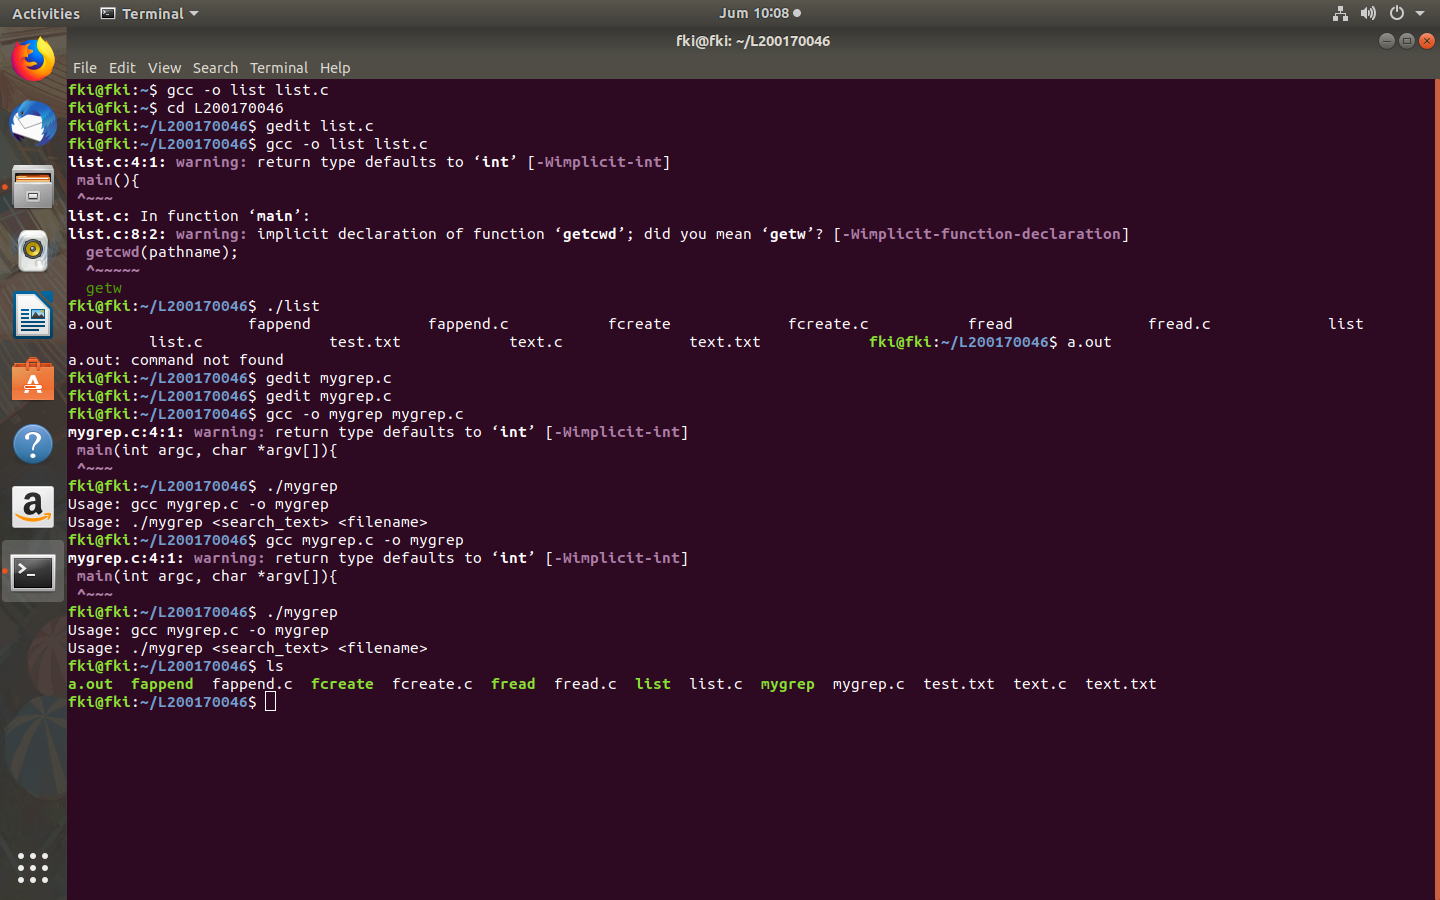 Activities Terminal Jum 10:08
fki@fki: ~/L200170046
File Edit View Search Terminal Help
fki@fki:~$ gcc -o list list.c
fki@fki:~$ cd L200170046
fki@fki:~/L200170046$ gedit list.c
fki@fki:~/L200170046$ gcc -o list list.c
list.c:4:1: warning: return type defaults to ‘int’ [-Wimplicit-int]
 main(){
 ^~~~
list.c: In function ‘main’:
list.c:8:2: warning: implicit declaration of function ‘getcwd’; did you mean ‘getw’? [-Wimplicit-function-declaration]
  getcwd(pathname);
  ^~~~~~
  getw
fki@fki:~/L200170046$ ./list
a.out               fappend             fappend.c           fcreate             fcreate.c           fread               fread.c             list
         list.c              test.txt            text.c              text.txt            fki@fki:~/L200170046$ a.out
a.out: command not found
fki@fki:~/L200170046$ gedit mygrep.c
fki@fki:~/L200170046$ gedit mygrep.c
fki@fki:~/L200170046$ gcc -o mygrep mygrep.c
mygrep.c:4:1: warning: return type defaults to ‘int’ [-Wimplicit-int]
 main(int argc, char *argv[]){
 ^~~~
fki@fki:~/L200170046$ ./mygrep
Usage: gcc mygrep.c -o mygrep
Usage: ./mygrep <search_text> <filename>
fki@fki:~/L200170046$ gcc mygrep.c -o mygrep
mygrep.c:4:1: warning: return type defaults to ‘int’ [-Wimplicit-int]
 main(int argc, char *argv[]){
 ^~~~
fki@fki:~/L200170046$ ./mygrep
Usage: gcc mygrep.c -o mygrep
Usage: ./mygrep <search_text> <filename>
fki@fki:~/L200170046$ ls
a.out  fappend  fappend.c  fcreate  fcreate.c  fread  fread.c  list  list.c  mygrep  mygrep.c  test.txt  text.c  text.txt
fki@fki:~/L200170046$